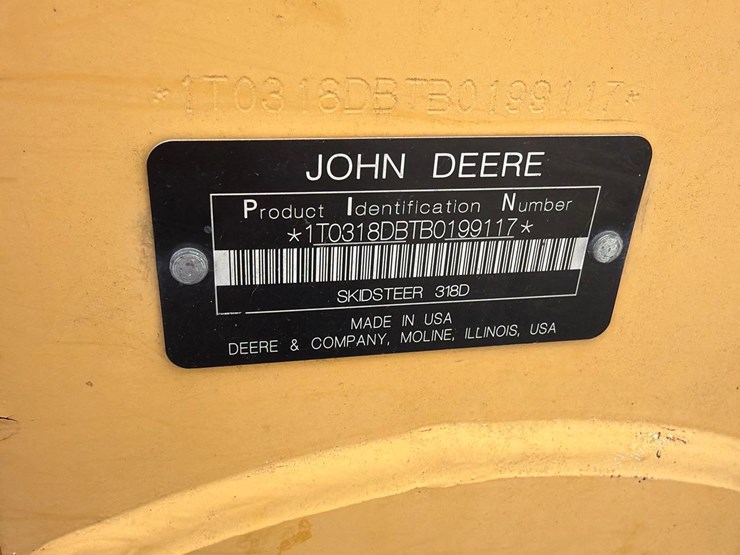 *1T0318DBTB0199117*
JOHN DEERE
Product Identification Number
*1T0318DBTB0199117*
SKIDSTEER 318D
MADE IN USA
DEERE & COMPANY, MOLINE, ILLINOIS, USA